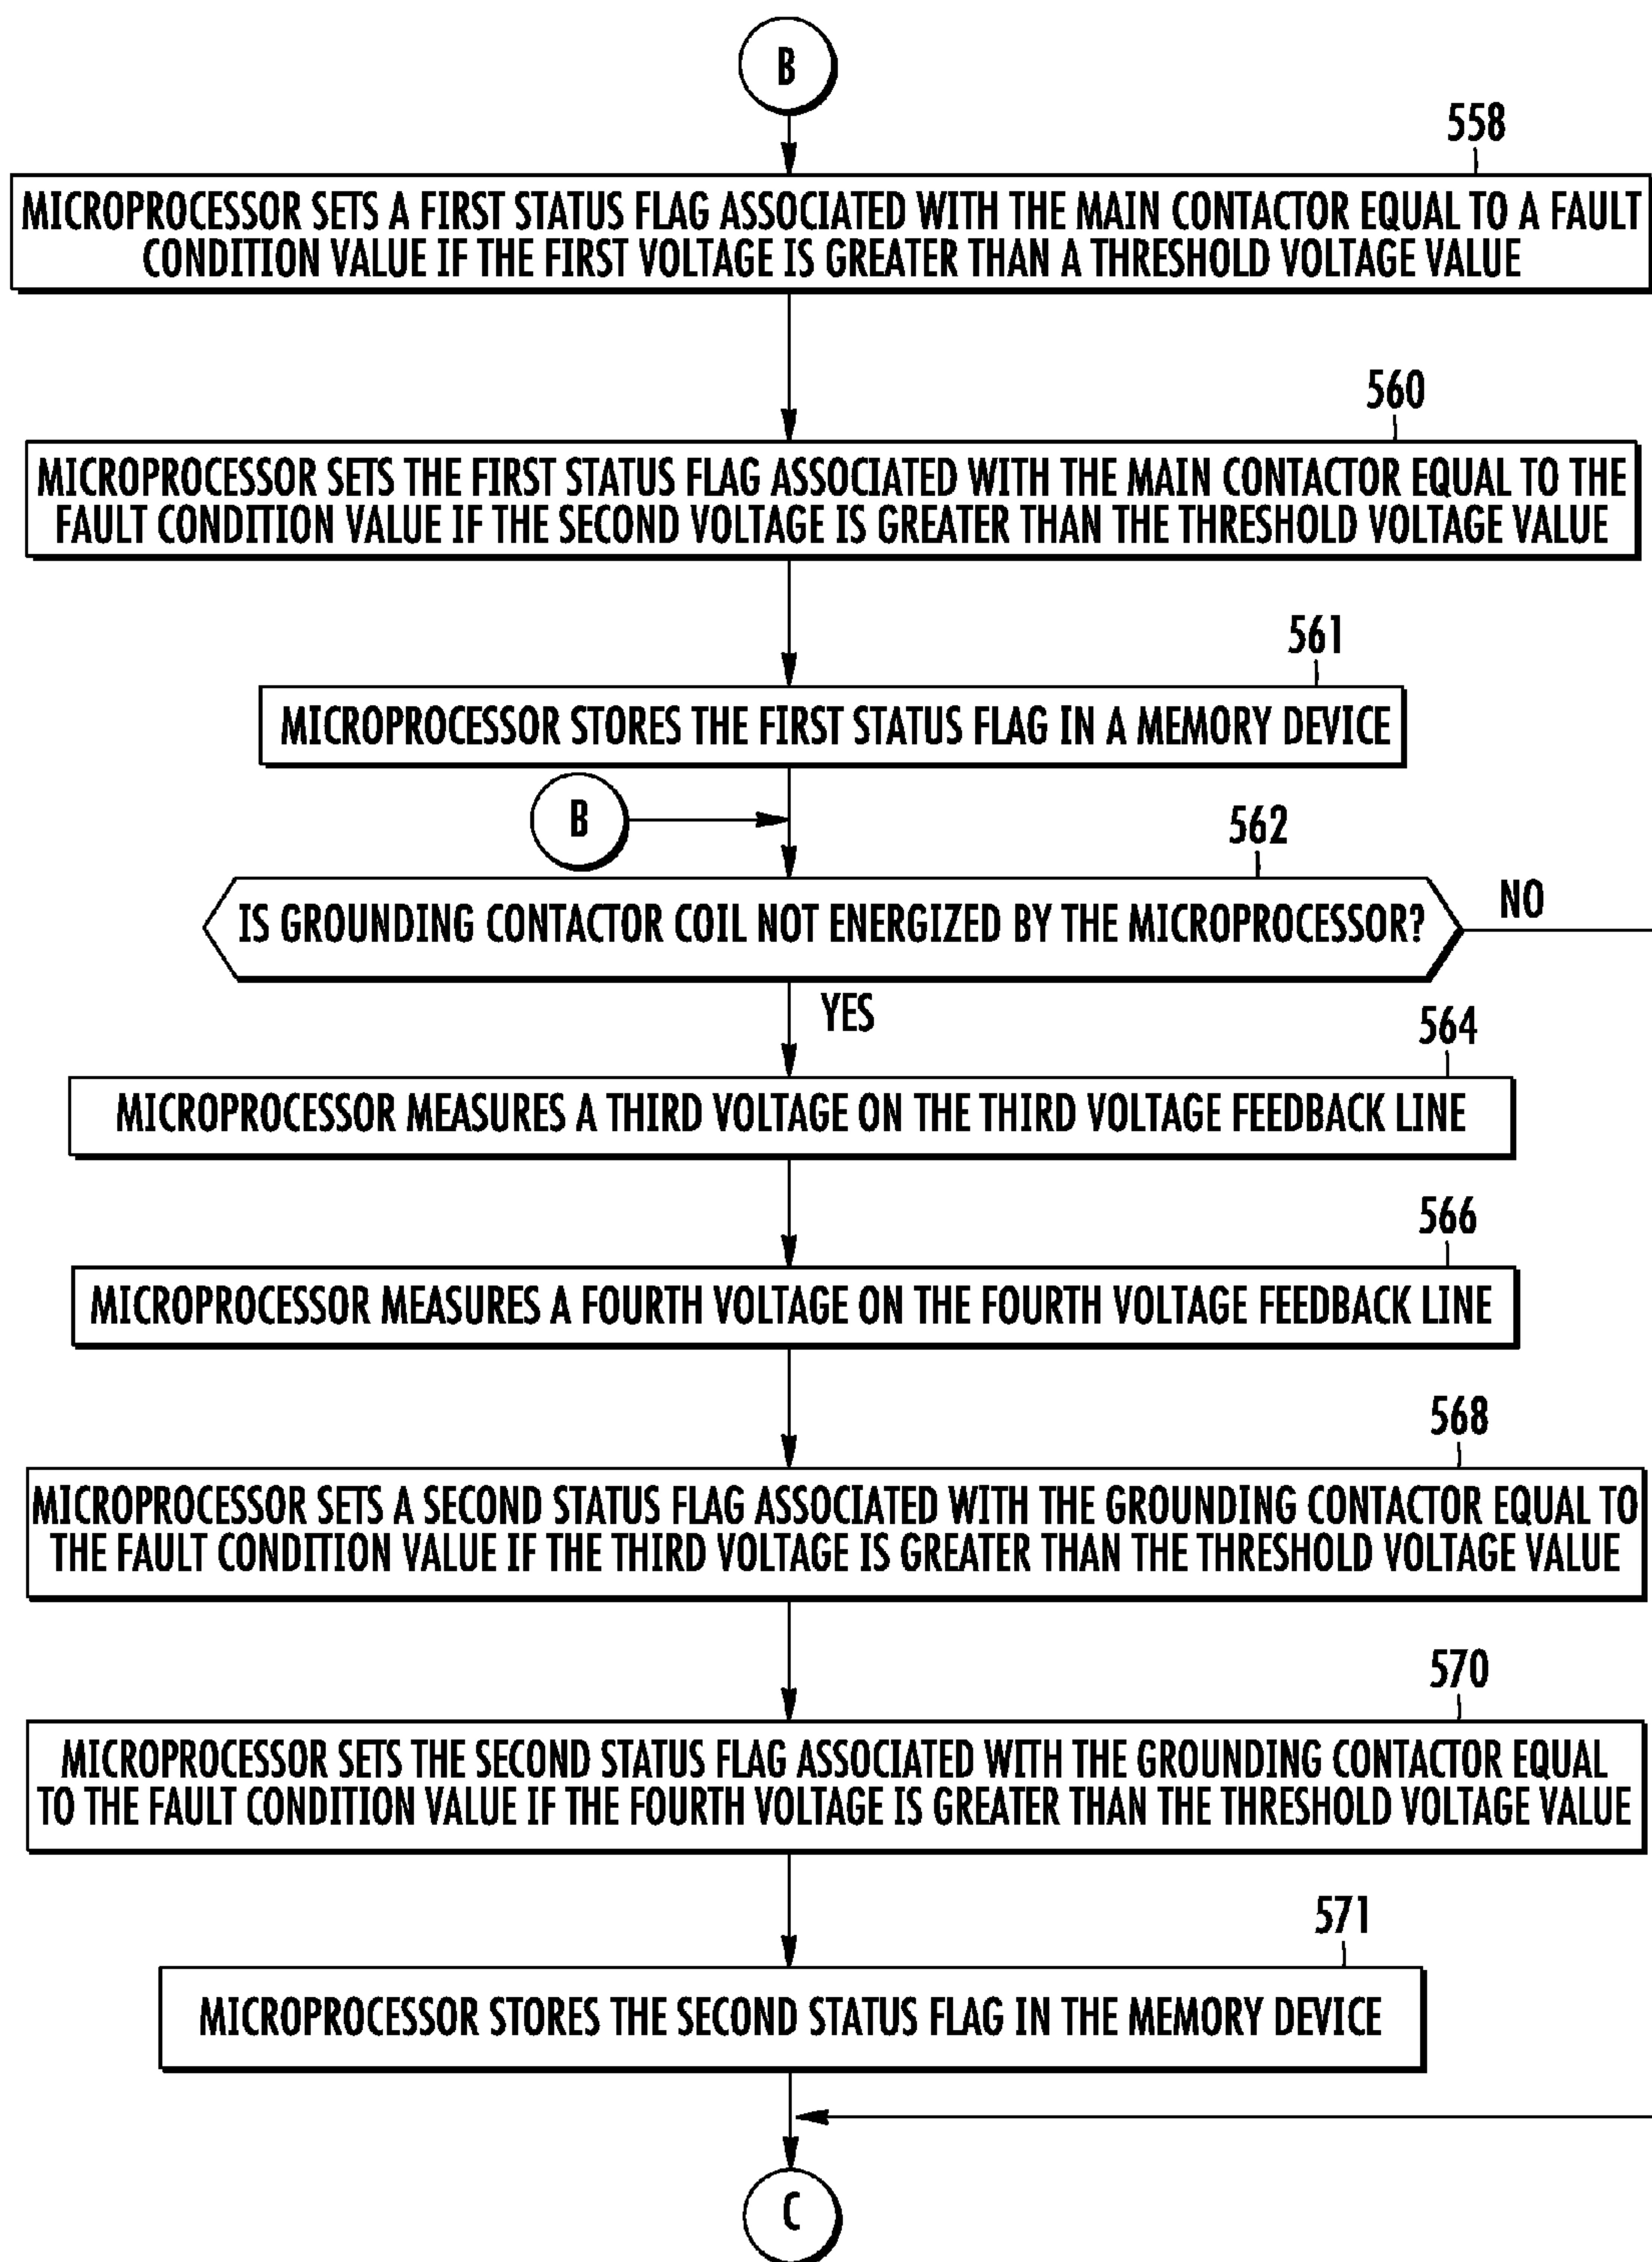 B
558
MICROPROCESSOR SETS A FIRST STATUS FLAG ASSOCIATED WITH THE MAIN CONTACTOR EQUAL TO A FAULT
CONDITION VALUE IF THE FIRST VOLTAGE IS GREATER THAN A THRESHOLD VOLTAGE VALUE
560
MICROPROCESSOR SETS THE FIRST STATUS FLAG ASSOCIATED WITH THE MAIN CONTACTOR EQUAL TO THE
FAULT CONDITION VALUE IF THE SECOND VOLTAGE IS GREATER THAN THE THRESHOLD VOLTAGE VALUE
561
MICROPROCESSOR STORES THE FIRST STATUS FLAG IN A MEMORY DEVICE
B
562
IS GROUNDING CONTACTOR COIL NOT ENERGIZED BY THE MICROPROCESSOR?
NO
YES
564
MICROPROCESSOR MEASURES A THIRD VOLTAGE ON THE THIRD VOLTAGE FEEDBACK LINE
566
MICROPROCESSOR MEASURES A FOURTH VOLTAGE ON THE FOURTH VOLTAGE FEEDBACK LINE
568
MICROPROCESSOR SETS A SECOND STATUS FLAG ASSOCIATED WITH THE GROUNDING CONTACTOR EQUAL TO
THE FAULT CONDITION VALUE IF THE THIRD VOLTAGE IS GREATER THAN THE THRESHOLD VOLTAGE VALUE
570
MICROPROCESSOR SETS THE SECOND STATUS FLAG ASSOCIATED WITH THE GROUNDING CONTACTOR EQUAL
TO THE FAULT CONDITION VALUE IF THE FOURTH VOLTAGE IS GREATER THAN THE THRESHOLD VOLTAGE VALUE
571
MICROPROCESSOR STORES THE SECOND STATUS FLAG IN THE MEMORY DEVICE
C